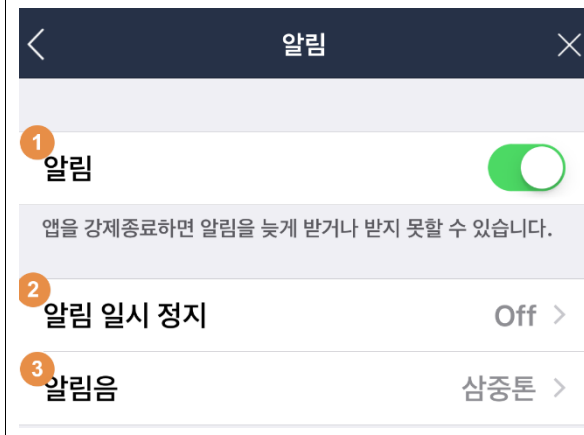 알림
1
알림
앱을 강제종료하면 알림을 늦게 받거나 받지 못할 수 있습니다.
2
알림 일시 정지 Off
3
알림음 삼중톤